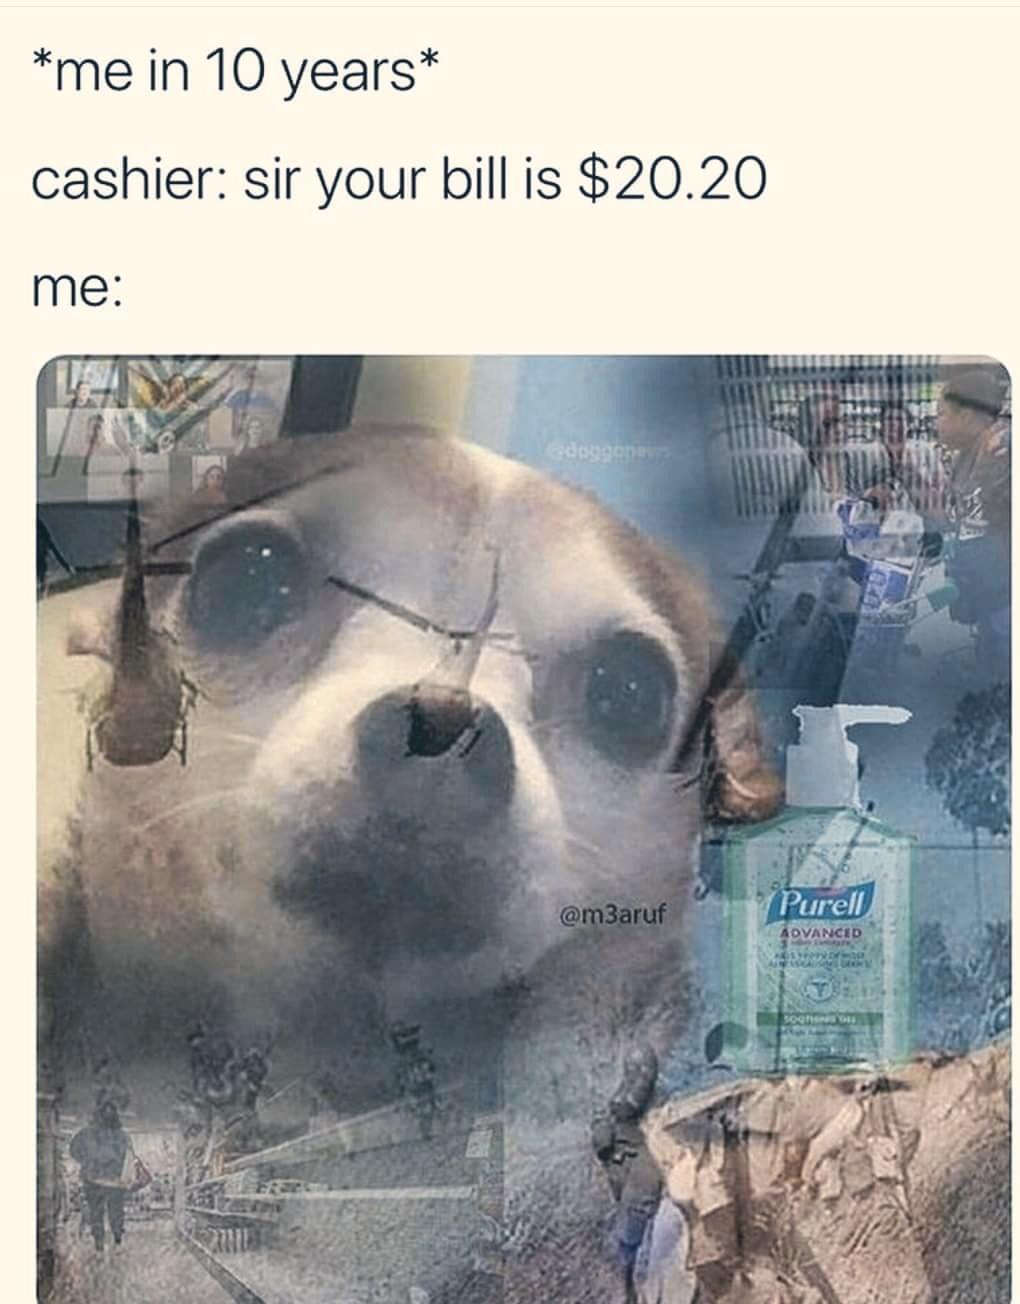 *me in 10 years*
cashier: sir your bill is $20.20
me:
@m3aruf
Purell
ADVANCED